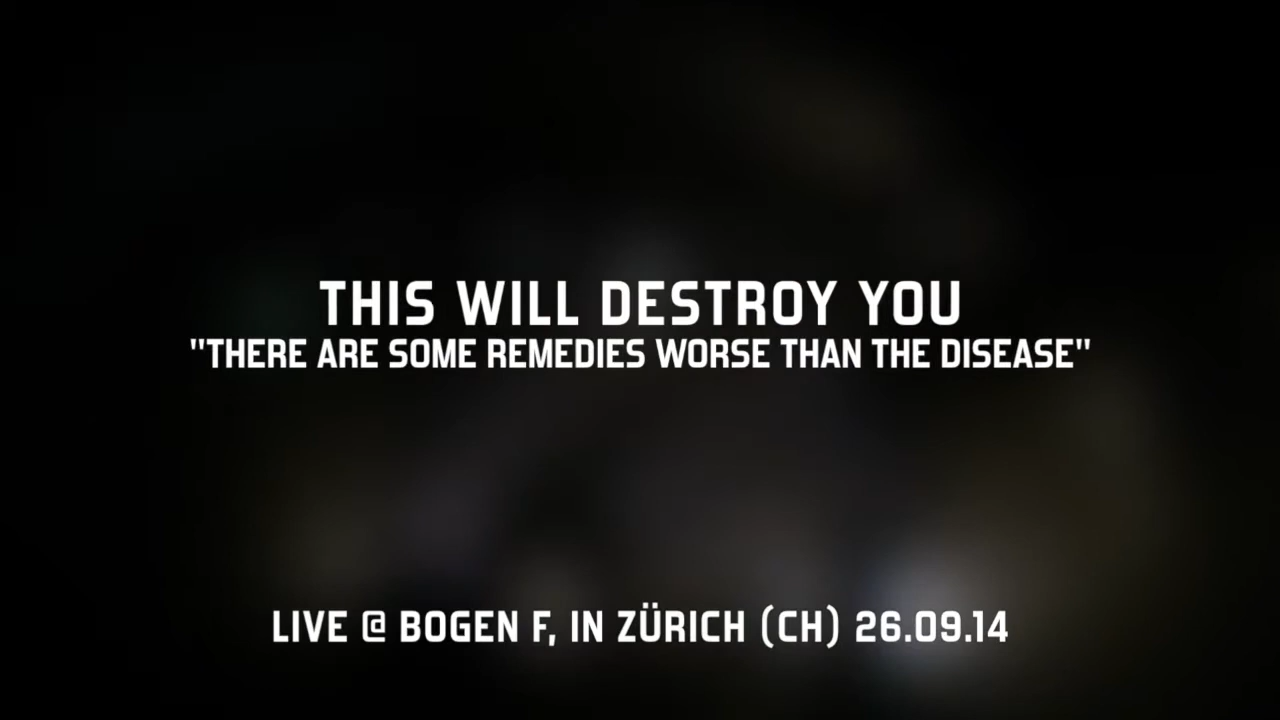 THIS WILL DESTROY YOU
"THERE ARE SOME REMEDIES WORSE THAN THE DISEASE"
LIVE @ BOGEN F, IN ZÜRICH (CH) 26.09.14